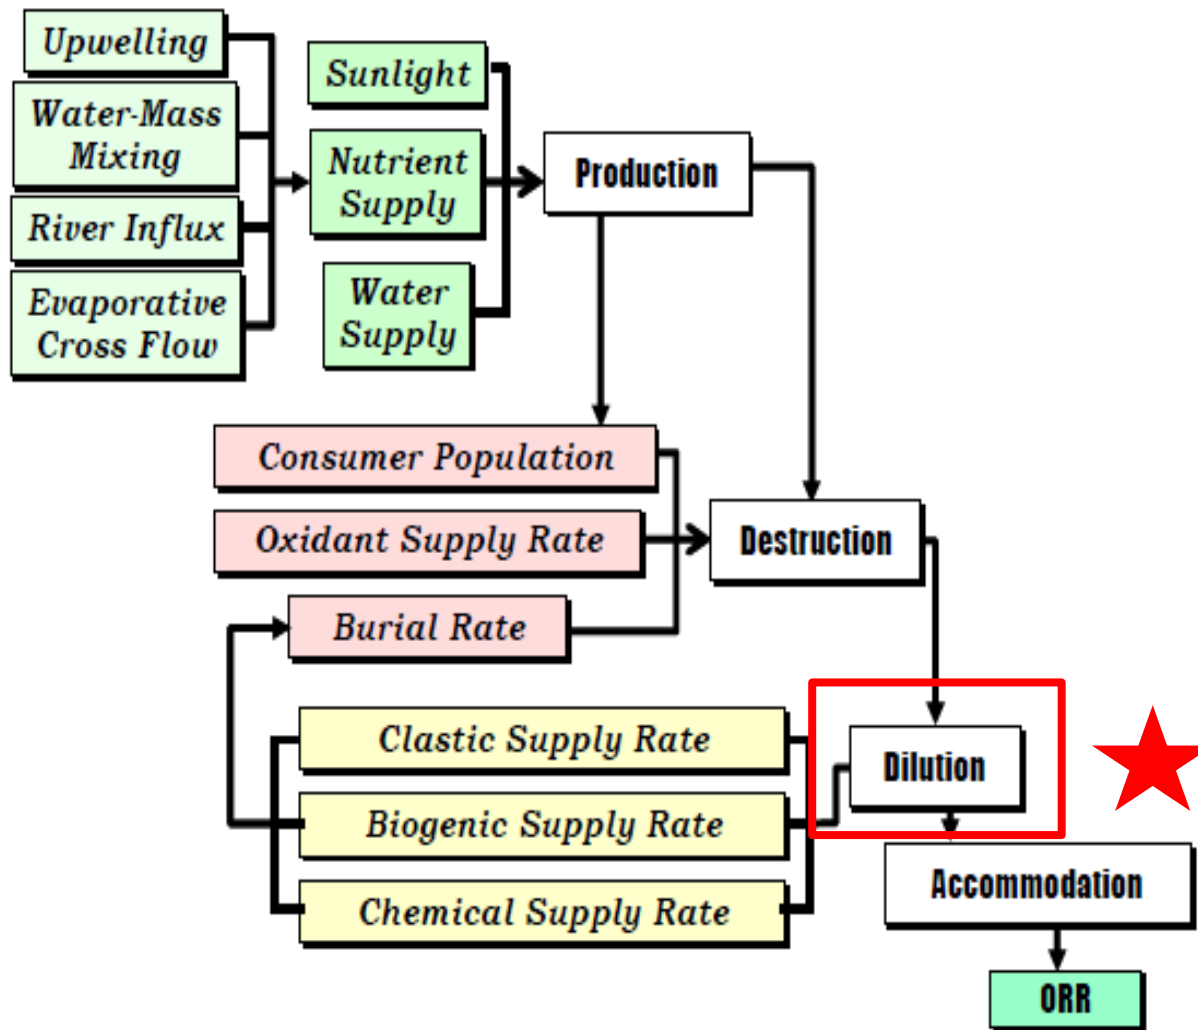 Upwelling
Water-Mass
Mixing
River Influx
Evaporative
Cross Flow
Sunlight
Nutrient
Supply
Water
Supply
Production
Consumer Population
Oxidant Supply Rate
Burial Rate
Destruction
Clastic Supply Rate
Biogenic Supply Rate
Chemical Supply Rate
Dilution
Accommodation
ORR